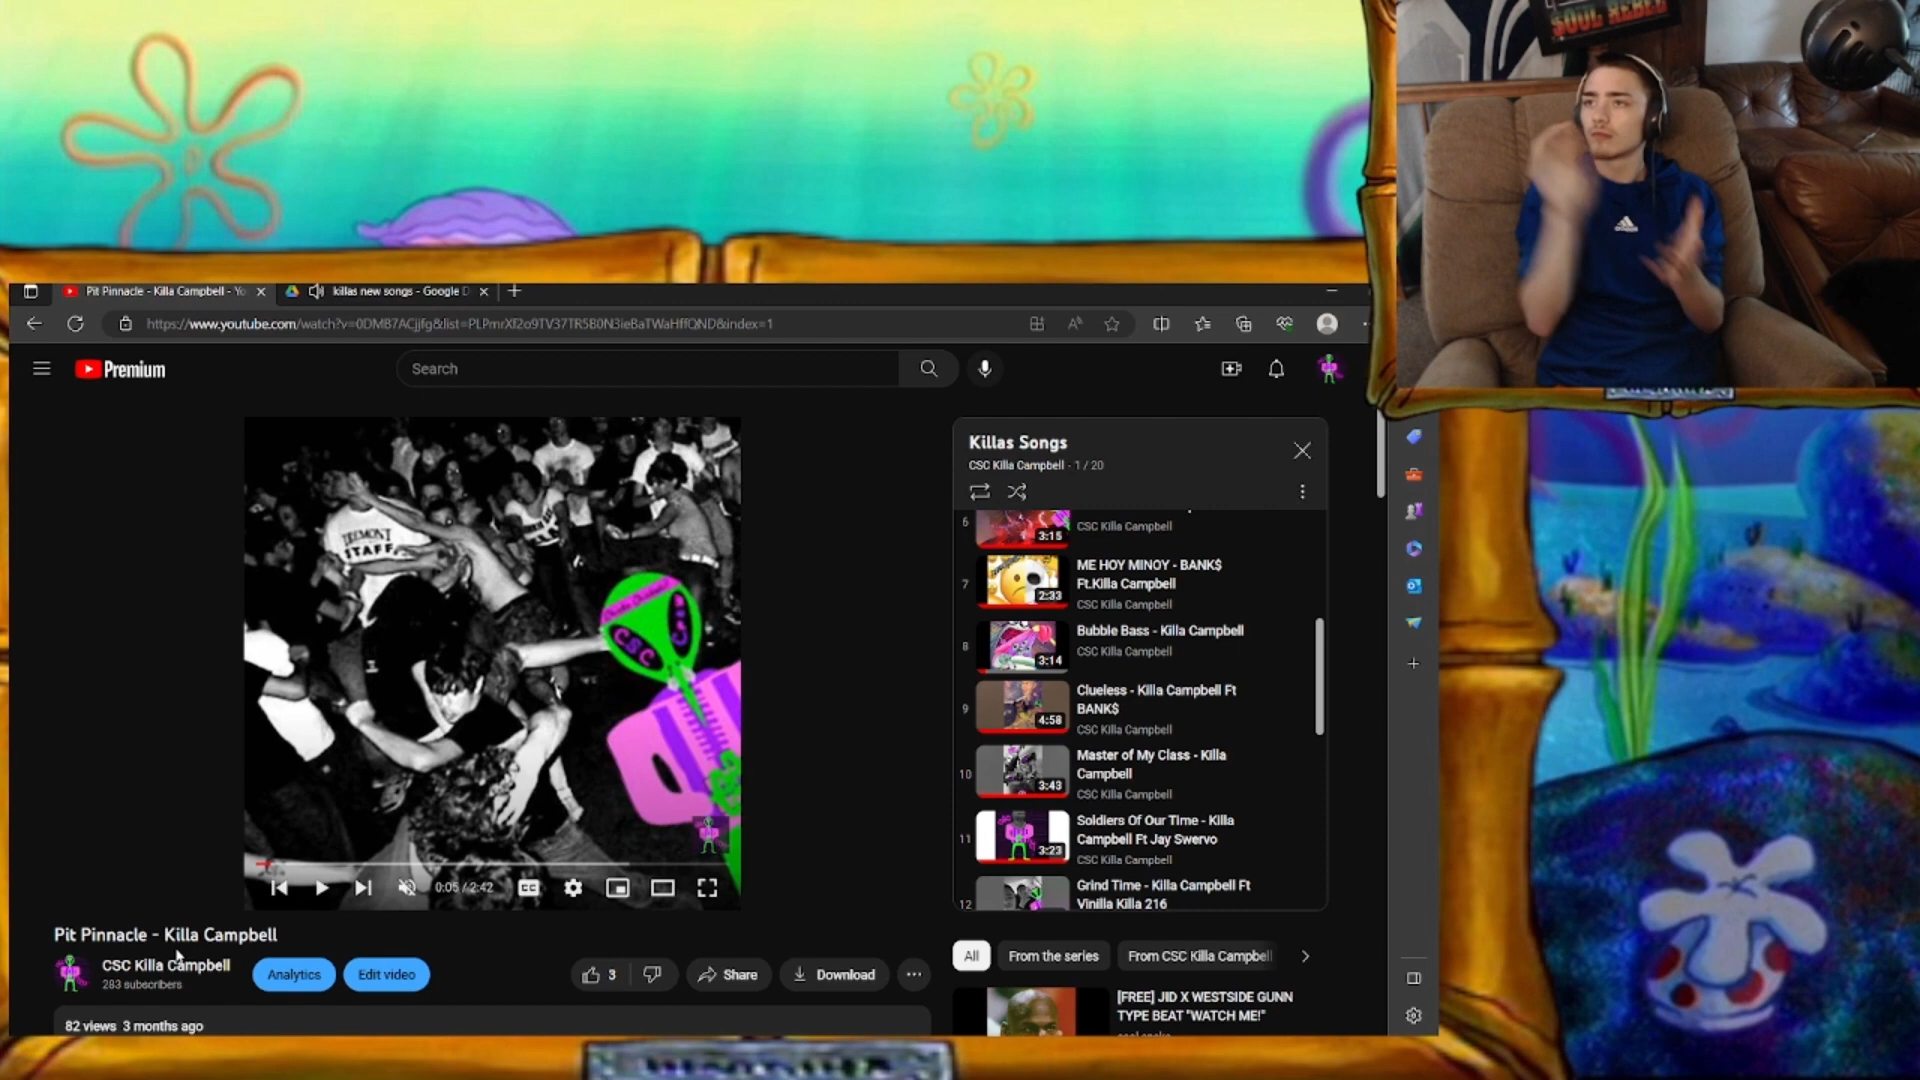 SOUL REBEL
Pit Pinnacle - Killa Campbell - Yo
killas new songs - Google D
https://www.youtube.com/watch?v=0DMB7ACjjfg&list=PLPmrXf2o9TV37TR5B0N3ieBaTWaHffQND&index=1
Premium
Search
STAFF
CSC
Killas Songs
CSC Killa Campbell - 1 / 20
6
3:15
CSC Killa Campbell
7
2:33
ME HOY MINOY - BANK$
Ft.Killa Campbell
CSC Killa Campbell
8
3:14
Bubble Bass - Killa Campbell
CSC Killa Campbell
9
4:58
Clueless - Killa Campbell Ft
BANK$
CSC Killa Campbell
10
3:43
Master of My Class - Killa
Campbell
CSC Killa Campbell
11
3:23
Soldiers Of Our Time - Killa
Campbell Ft Jay Swervo
CSC Killa Campbell
12
Grind Time - Killa Campbell Ft
Vinilla Killa 216
0:05 / 2:42
CC
Pit Pinnacle - Killa Campbell
CSC Killa Campbell
283 subscribers
Analytics
Edit video
3
Share
Download
82 views 3 months ago
All
From the series
From CSC Killa Campbell
[FREE] JID X WESTSIDE GUNN
TYPE BEAT "WATCH ME!"